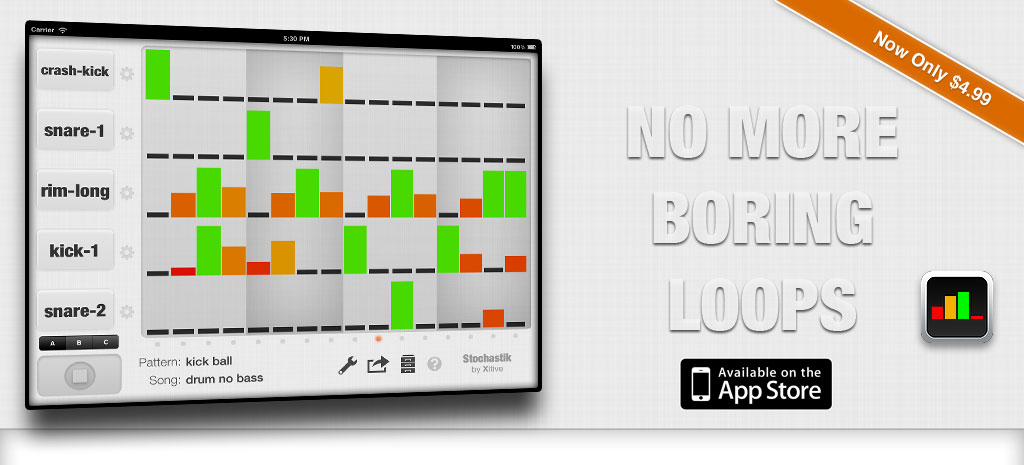 Carrier
5:30 PM
100%
crash-kick
snare-1
rim-long
kick-1
snare-2
A B C
Pattern: kick ball
Song: drum no bass
?
Stochastik
by Xitive
Now Only $4.99
NO MORE
BORING
LOOPS
Available on the
App Store